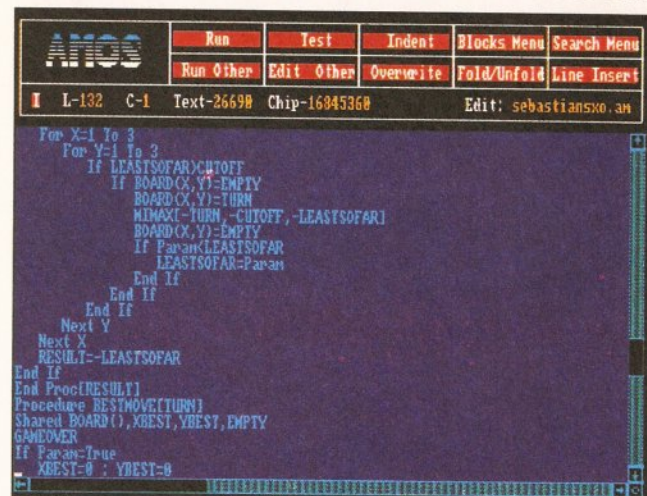 AMOS
Run Test Indent Blocks Menu Search Menu
Run Other Edit Other Overwrite Fold/Unfold Line Insert
I L-132 C-1 Text-26690 Chip-16845360 Edit: sebastiansxo.am
For X=1 To 3
For Y=1 To 3
If LEASTSOFAR>CUTOFF
If BOARD(X,Y)=EMPTY
BOARD(X,Y)=TURN
MIMAX[-TURN,-CUTOFF,-LEASTSOFAR]
BOARD(X,Y)=EMPTY
If Param<LEASTSOFAR
LEASTSOFAR=Param
End If
End If
End If
Next Y
Next X
RESULT=-LEASTSOFAR
End If
End Proc[RESULT]
Procedure BESTMOVE[TURN]
Shared BOARD(),XBEST,YBEST,EMPTY
GAMEOVER
If Param=True
XBEST=0 : YBEST=0